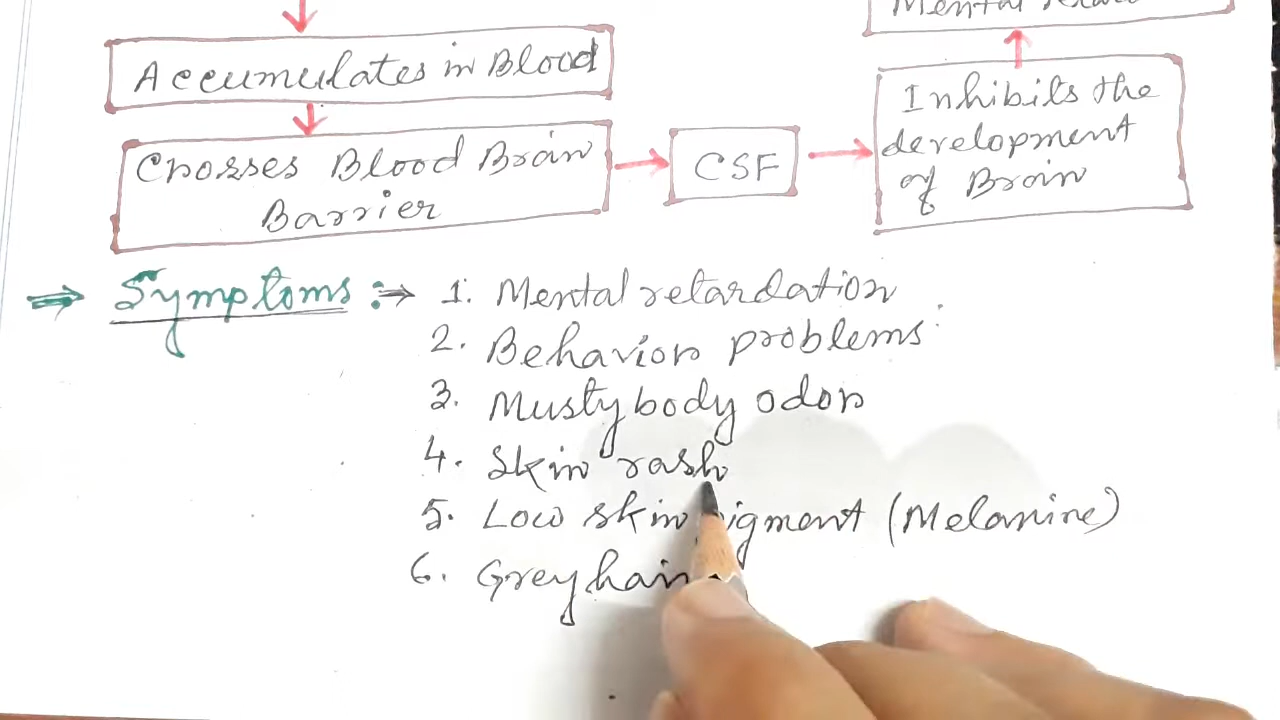 Mental
Accumulates in Blood
Crosses Blood Brain
Barrier
CSF
Inhibits the
development
of Brain
⇒ Symptoms :→ 1. Mental retardation
2. Behavior problems
3. Musty body odor
4. Skin rash
5. Low skin pigment (Melanine)
6. Grey hair